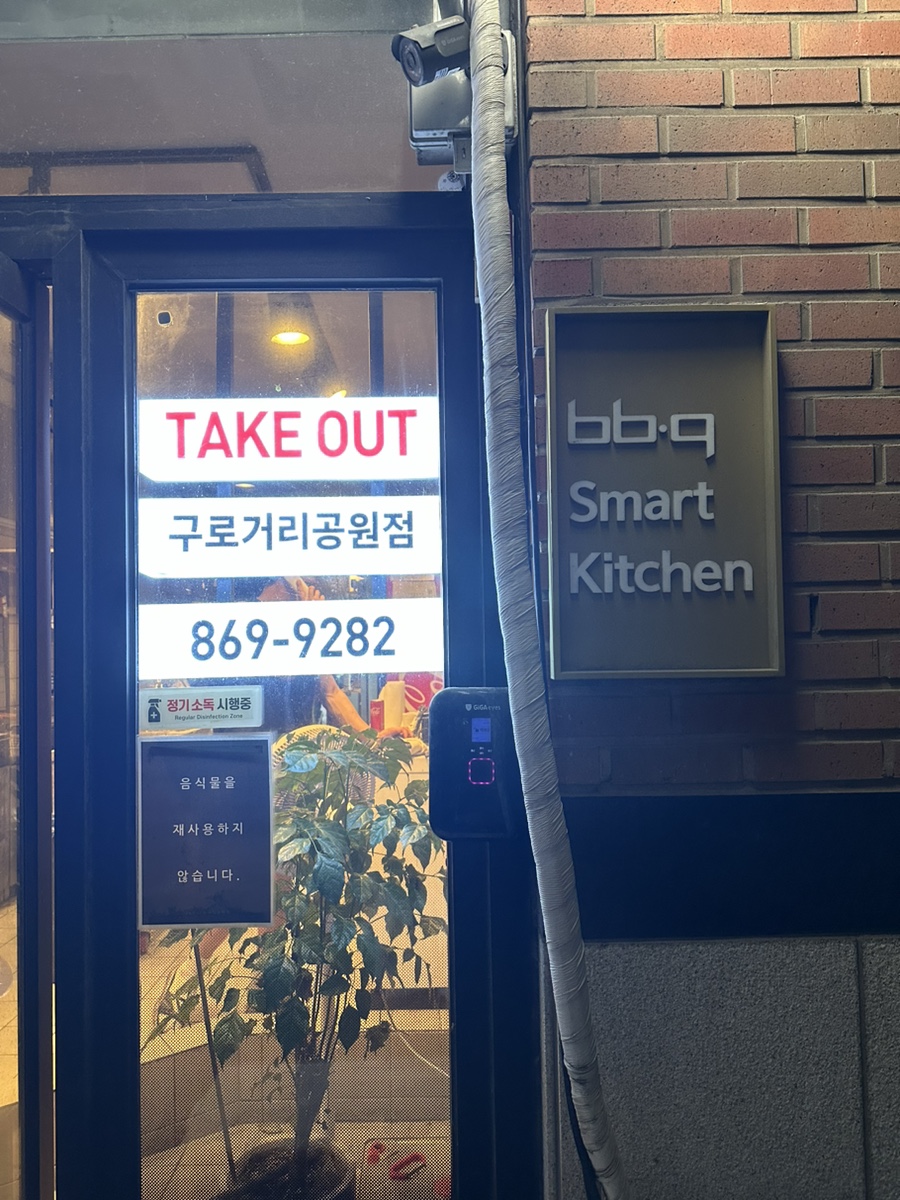 TAKE OUT
구로거리공원점
869-9282
정기소독 시행중
Regular Disinfection Zone
음식물을
재사용하지
않습니다.
bb·q
Smart
Kitchen
GiGA